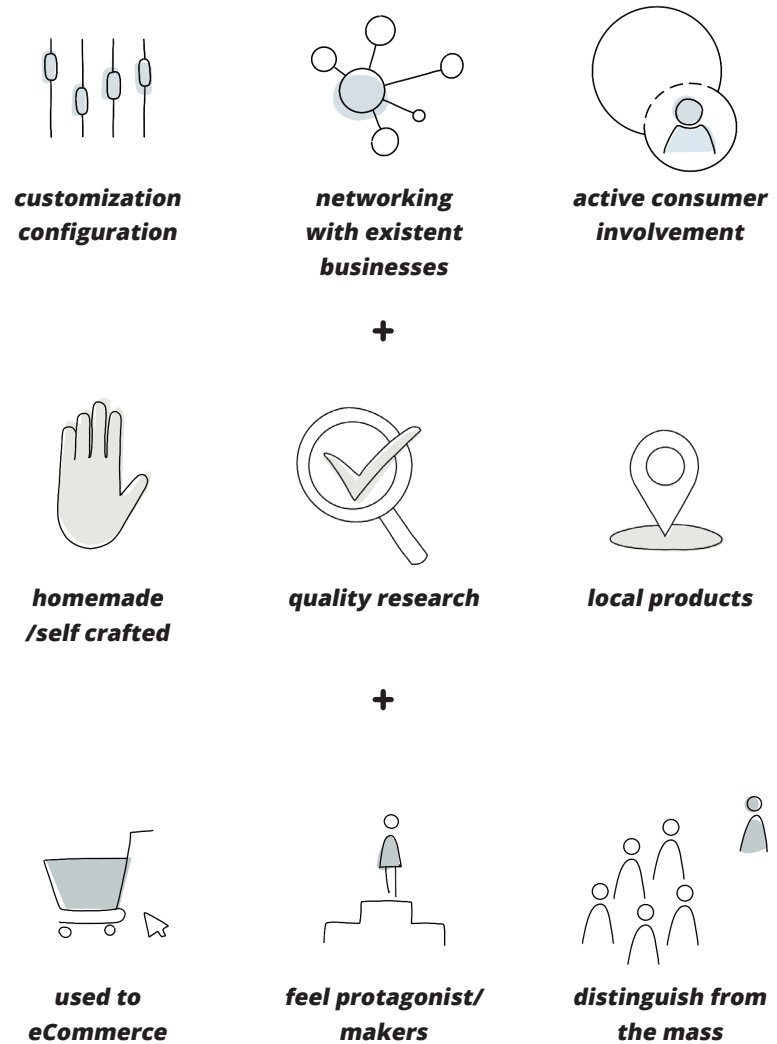 customization
configuration
networking
with existent
businesses
active consumer
involvement
+
homemade
/self crafted
quality research
local products
+
used to
eCommerce
feel protagonist/
makers
distinguish from
the mass